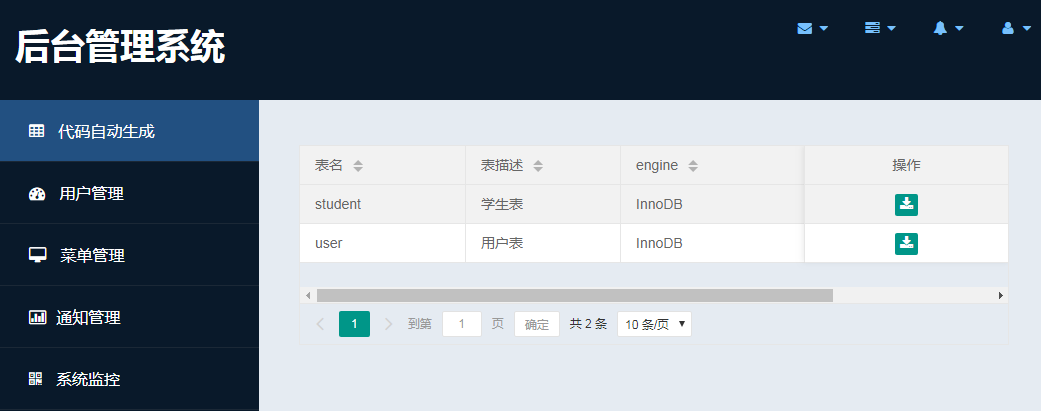 后台管理系统
代码自动生成
用户管理
菜单管理
通知管理
系统监控
表名 表描述 engine 操作
student 学生表 InnoDB
user 用户表 InnoDB
1 到第 1 页 确定 共 2 条 10 条/页